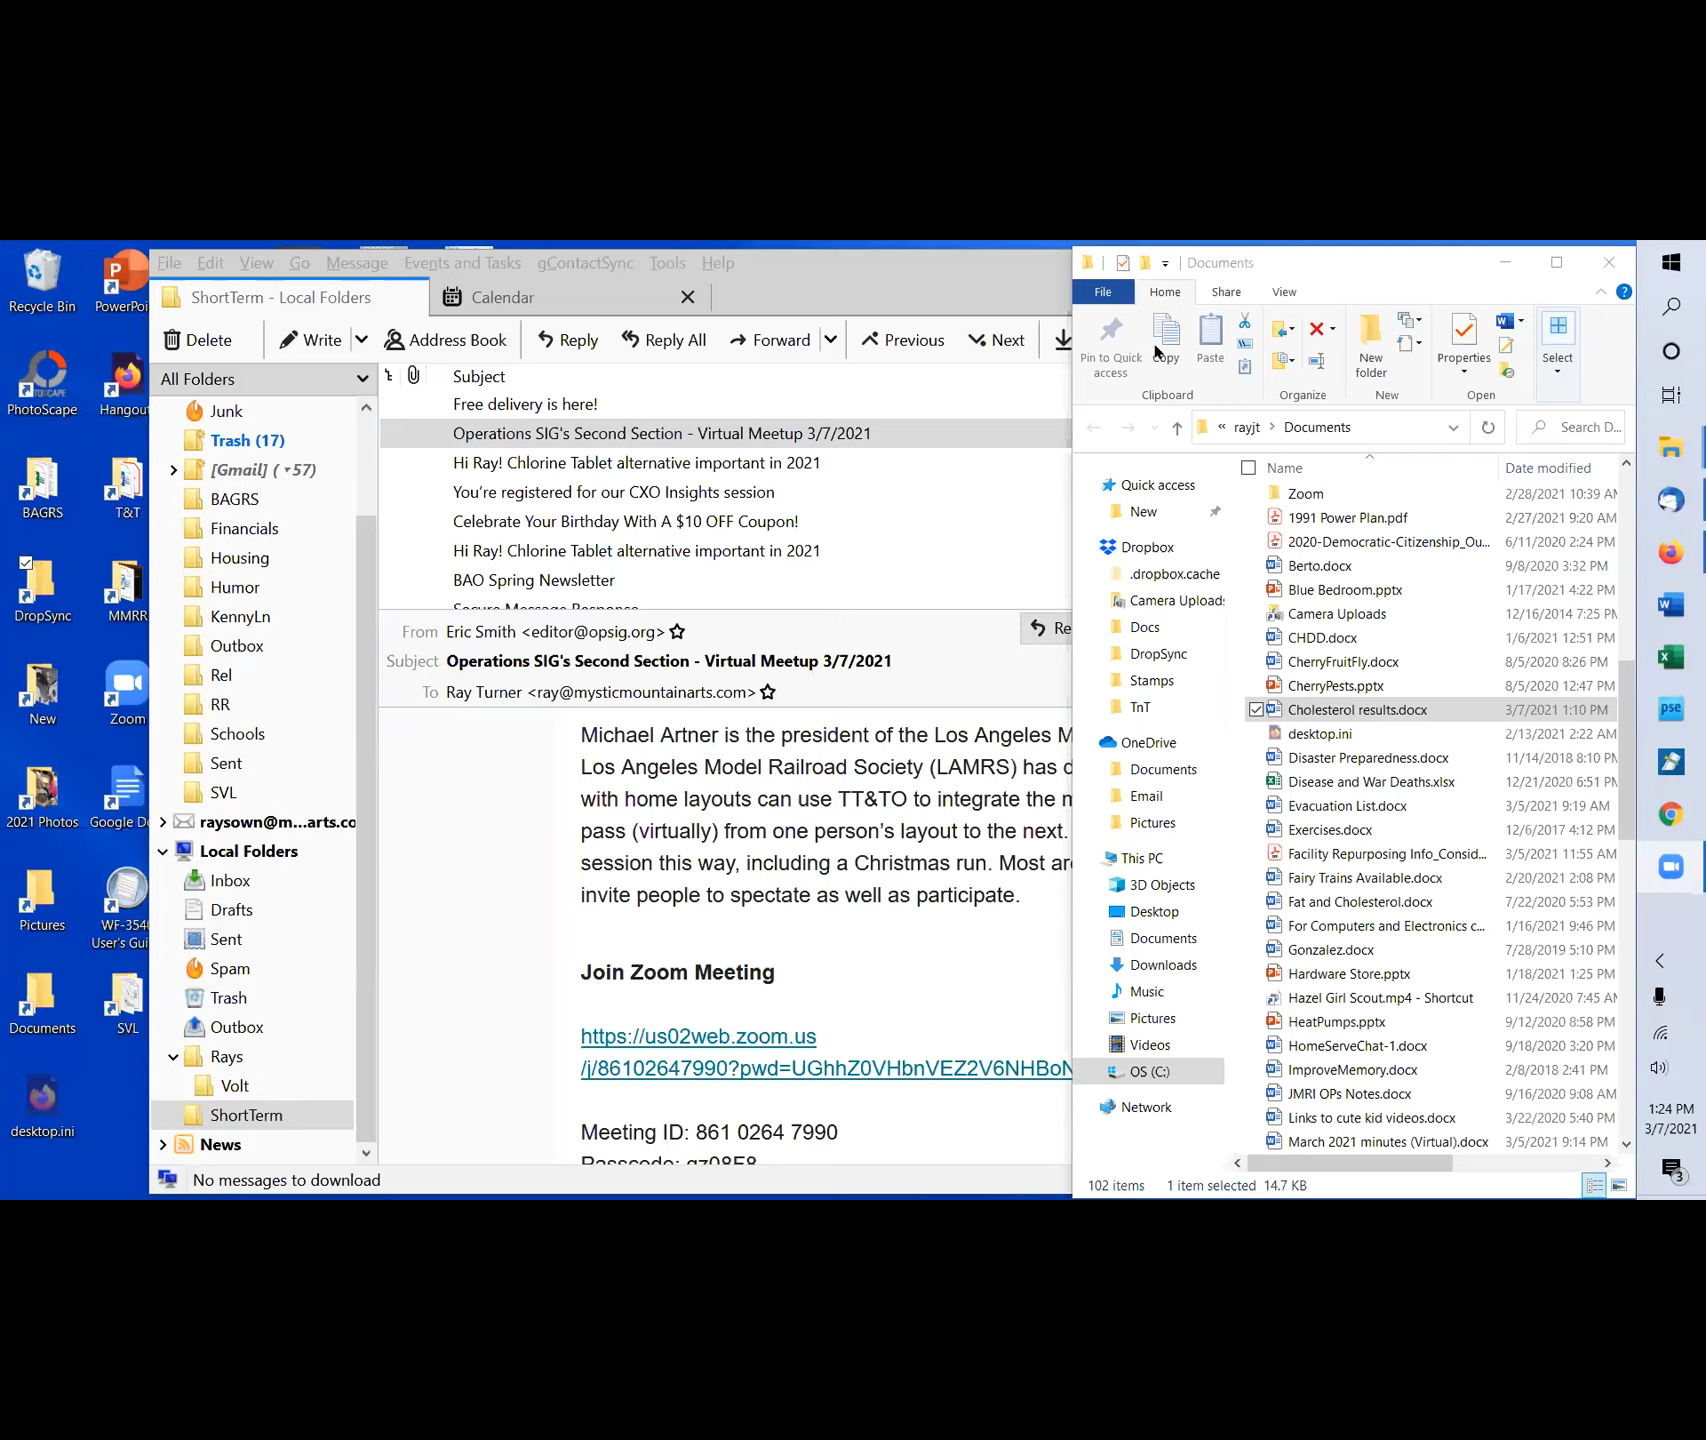 Recycle Bin
PowerPoi
PhotoScape
Hangout
BAGRS
T&T
DropSync
MMRR
New
Zoom
2021 Photos
Google Do
Pictures
WF-3540
User's Gui
Documents
SVL
desktop.ini
File Edit View Go Message Events and Tasks gContactSync Tools Help
ShortTerm - Local Folders
Calendar
Delete Write Address Book Reply Reply All Forward Previous Next
All Folders
Junk
Trash (17)
[Gmail] (57)
BAGRS
Financials
Housing
Humor
KennyLn
Outbox
Rel
RR
Schools
Sent
SVL
raysown@m...arts.co
Local Folders
Inbox
Drafts
Sent
Spam
Trash
Outbox
Rays
Volt
ShortTerm
News
Subject
Free delivery is here!
Operations SIG's Second Section - Virtual Meetup 3/7/2021
Hi Ray! Chlorine Tablet alternative important in 2021
You're registered for our CXO Insights session
Celebrate Your Birthday With A $10 OFF Coupon!
Hi Ray! Chlorine Tablet alternative important in 2021
BAO Spring Newsletter
Secure Message Response
From Eric Smith <editor@opsig.org>
Re
Subject Operations SIG's Second Section - Virtual Meetup 3/7/2021
To Ray Turner <ray@mysticmountainarts.com>
Michael Artner is the president of the Los Angeles M
Los Angeles Model Railroad Society (LAMRS) has d
with home layouts can use TT&TO to integrate the m
pass (virtually) from one person's layout to the next.
session this way, including a Christmas run. Most are
invite people to spectate as well as participate.
Join Zoom Meeting
https://us02web.zoom.us
/j/86102647990?pwd=UGhhZ0VHbnVEZ2V6NHBoN
Meeting ID: 861 0264 7990
No messages to download
Documents
File Home Share View
Pin to Quick
access
Copy
Paste
New
folder
Properties
Select
Clipboard Organize New Open
« rayjt > Documents
Search D...
Quick access
New
Dropbox
.dropbox.cache
Camera Uploads
Docs
DropSync
Stamps
TnT
OneDrive
Documents
Email
Pictures
This PC
3D Objects
Desktop
Documents
Downloads
Music
Pictures
Videos
OS (C:)
Network
Name Date modified
Zoom 2/28/2021 10:39 AM
1991 Power Plan.pdf 2/27/2021 9:20 AM
2020-Democratic-Citizenship_Ou... 6/11/2020 2:24 PM
Berto.docx 9/8/2020 3:32 PM
Blue Bedroom.pptx 1/17/2021 4:22 PM
Camera Uploads 12/16/2014 7:25 PM
CHDD.docx 1/6/2021 12:51 PM
CherryFruitFly.docx 8/5/2020 8:26 PM
CherryPests.pptx 8/5/2020 12:47 PM
Cholesterol results.docx 3/7/2021 1:10 PM
desktop.ini 2/13/2021 2:22 AM
Disaster Preparedness.docx 11/14/2018 8:10 PM
Disease and War Deaths.xlsx 12/21/2020 6:51 PM
Evacuation List.docx 3/5/2021 9:19 AM
Exercises.docx 12/6/2017 4:12 PM
Facility Repurposing Info_Consid... 3/5/2021 11:55 AM
Fairy Trains Available.docx 2/20/2021 2:08 PM
Fat and Cholesterol.docx 7/22/2020 5:53 PM
For Computers and Electronics c... 1/16/2021 9:46 PM
Gonzalez.docx 7/28/2019 5:10 PM
Hardware Store.pptx 1/18/2021 1:25 PM
Hazel Girl Scout.mp4 - Shortcut 11/24/2020 7:45 AM
HeatPumps.pptx 9/12/2020 8:58 PM
HomeServeChat-1.docx 9/18/2020 3:20 PM
ImproveMemory.docx 2/8/2018 2:41 PM
JMRI OPs Notes.docx 9/16/2020 9:08 AM
Links to cute kid videos.docx 3/22/2020 5:40 PM
March 2021 minutes (Virtual).docx 3/5/2021 9:14 PM
102 items 1 item selected 14.7 KB
pse
1:24 PM
3/7/2021
3